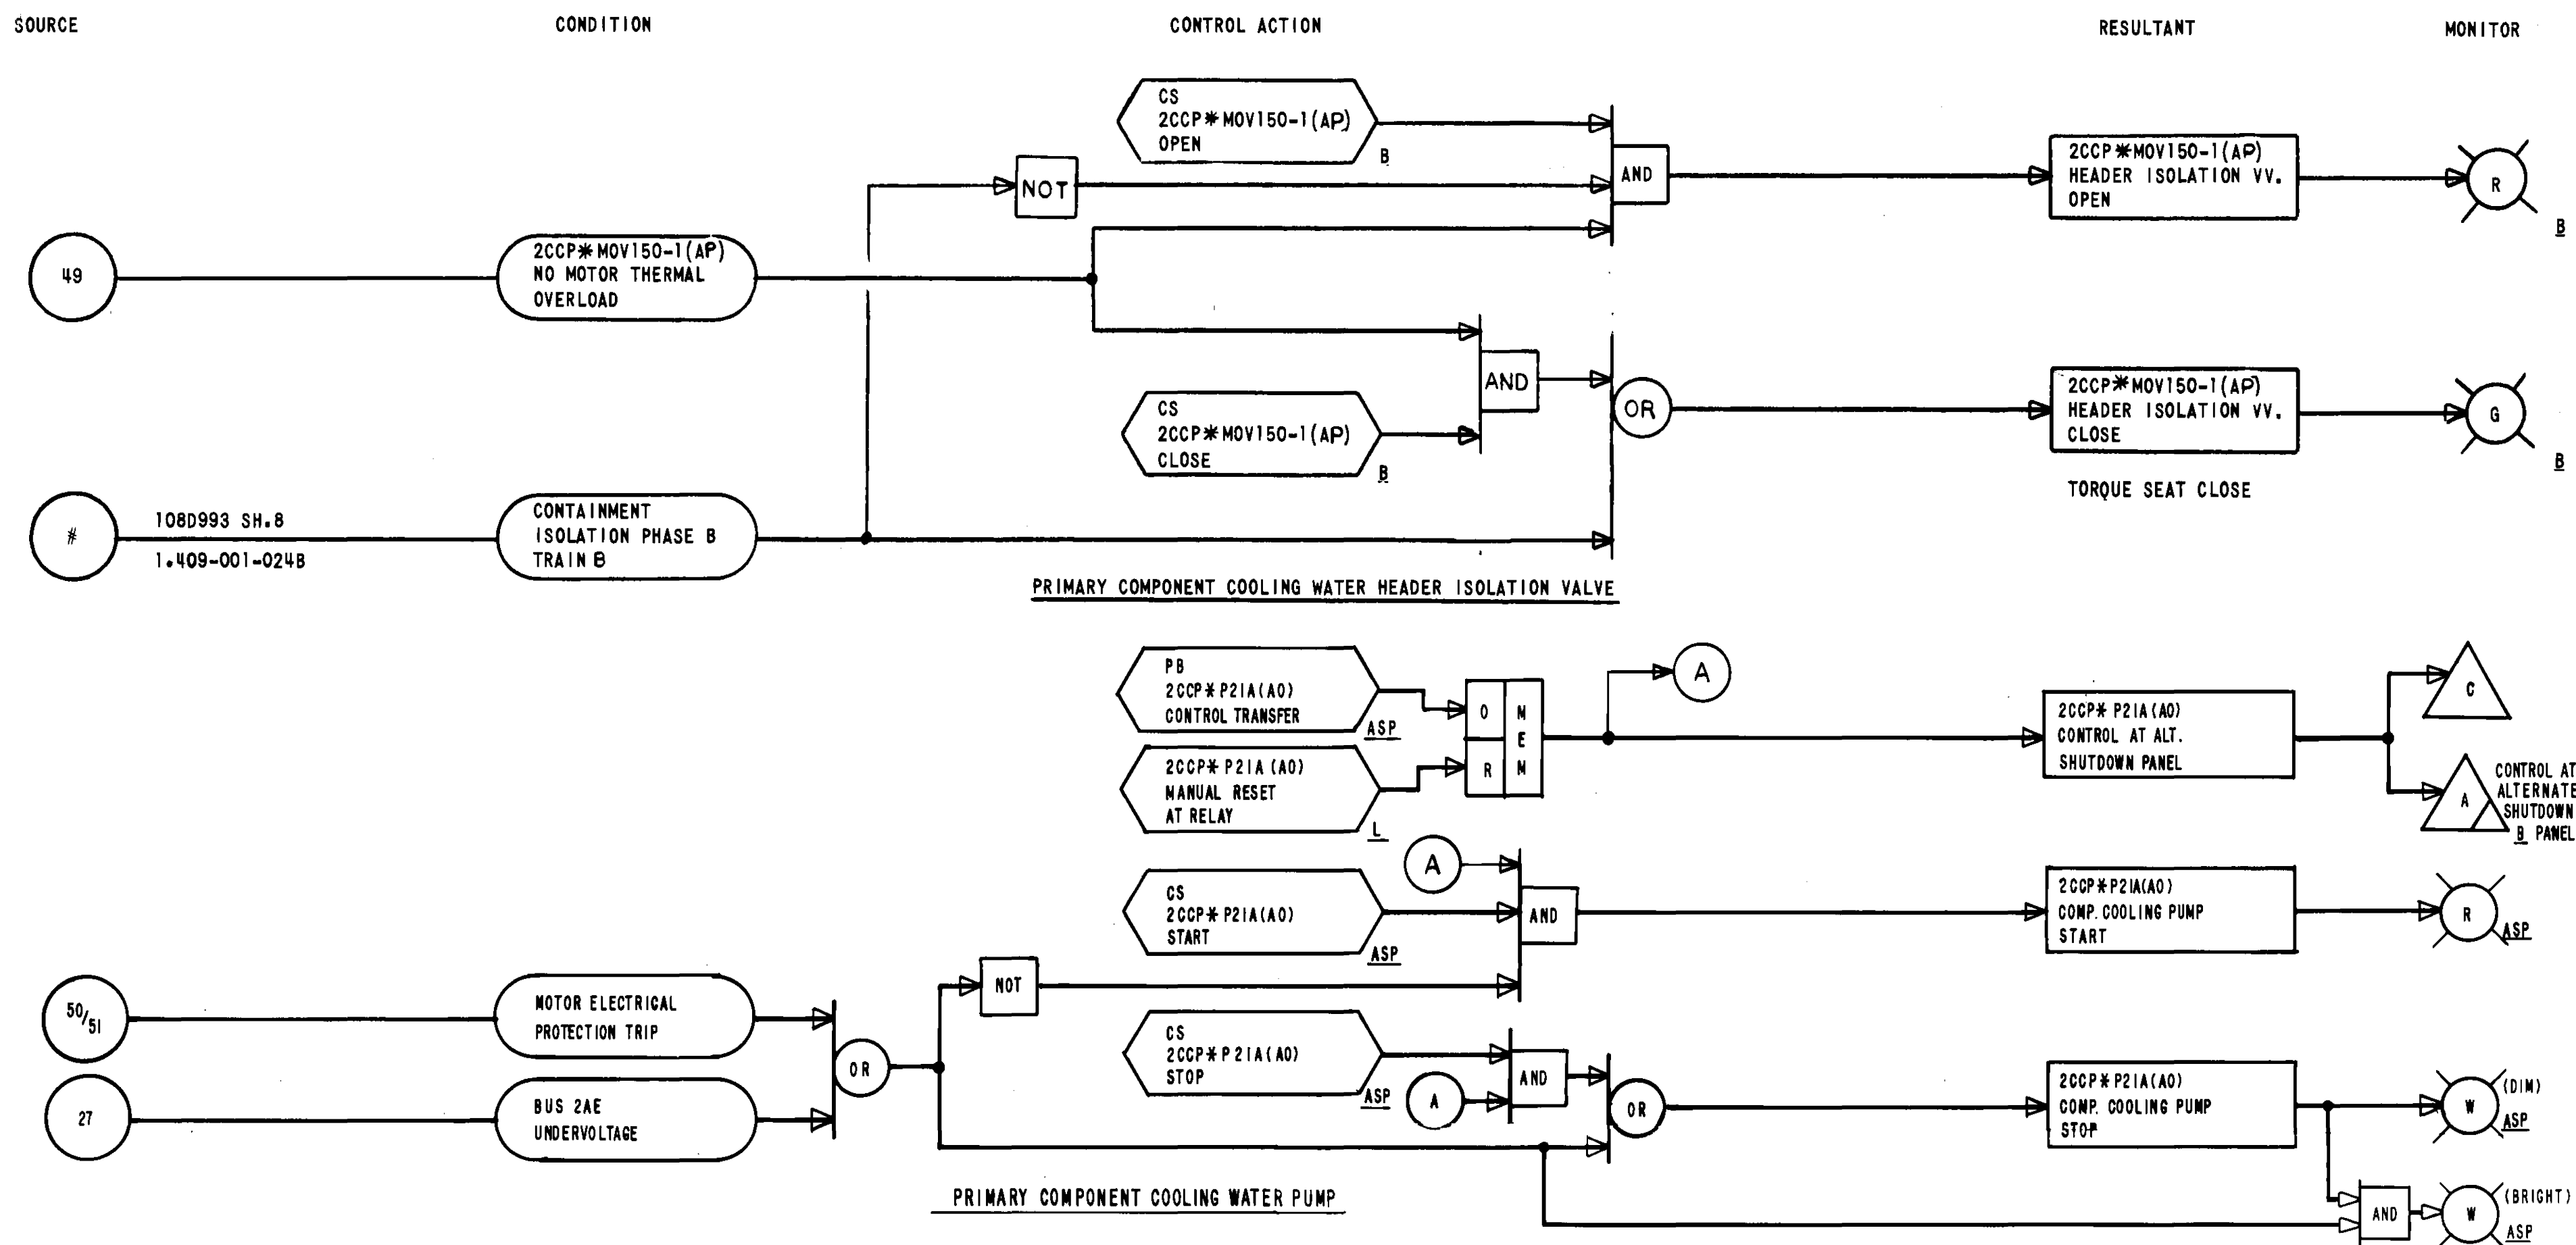 SOURCE
CONDITION
CONTROL ACTION
RESULTANT
MONITOR
CS
2CCP*MOV150-1(AP)
OPEN
B
NOT
AND
2CCP*MOV150-1(AP)
HEADER ISOLATION VV.
OPEN
R
B
49
2CCP*MOV150-1(AP)
NO MOTOR THERMAL
OVERLOAD
AND
CS
2CCP*MOV150-1(AP)
CLOSE
B
OR
2CCP*MOV150-1(AP)
HEADER ISOLATION VV.
CLOSE
TORQUE SEAT CLOSE
G
B
#
108D993 SH.8
1.409-001-024B
CONTAINMENT
ISOLATION PHASE B
TRAIN B
PRIMARY COMPONENT COOLING WATER HEADER ISOLATION VALVE
PB
2CCP*P21A(AO)
CONTROL TRANSFER
ASP
2CCP*P21A(AO)
MANUAL RESET
AT RELAY
L
O
R
M
E
M
A
2CCP*P21A(AO)
CONTROL AT ALT.
SHUTDOWN PANEL
C
A
CONTROL AT
ALTERNATE
SHUTDOWN
B PANEL
A
CS
2CCP*P21A(AO)
START
ASP
AND
2CCP*P21A(AO)
COMP. COOLING PUMP
START
R
ASP
NOT
50/51
MOTOR ELECTRICAL
PROTECTION TRIP
27
BUS 2AE
UNDERVOLTAGE
OR
CS
2CCP*P21A(AO)
STOP
ASP
A
AND
OR
2CCP*P21A(AO)
COMP. COOLING PUMP
STOP
W
(DIM)
ASP
AND
W
(BRIGHT)
ASP
PRIMARY COMPONENT COOLING WATER PUMP